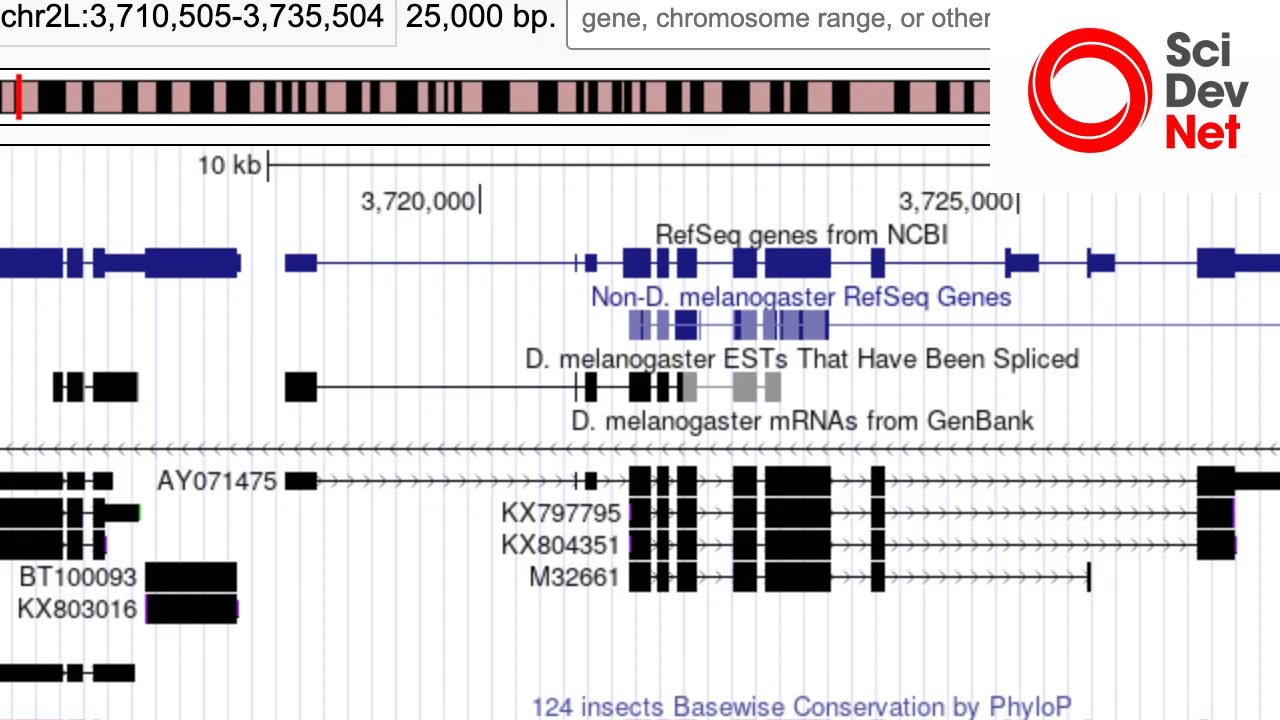 chr2L:3,710,505-3,735,504 25,000 bp. gene, chromosome range, or other
Sci
Dev
Net
10 kb
3,720,000 3,725,000
RefSeq genes from NCBI
Non-D. melanogaster RefSeq Genes
D. melanogaster ESTs That Have Been Spliced
D. melanogaster mRNAs from GenBank
AY071475
KX797795
KX804351
BT100093 M32661
KX803016
124 insects Basewise Conservation by PhyloP